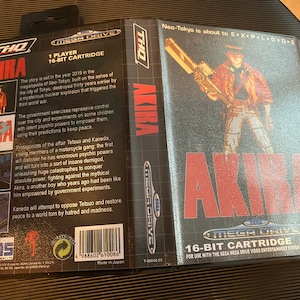 THQ
MEGA DRIVE
1 PLAYER
16-BIT CARTRIDGE
AKIRA
The story is set in the year 2019 in the
megalopolis of Neo-Tokyo, built on the ashes of
the city of Tokyo, destroyed thirty years earlier by
a mysterious nuclear explosion that triggered the
third world war.
The government exercises repressive control
over the city and experiments on some children
with latent psychic powers to empower them,
using their predictions to keep peace.
Protagonists of the affair Tetsuo and Kaneda,
members of a motorcycle gang: the first
will discover he has enormous psychic powers
and will turn into a sort of insane demigod,
unleashing huge catastrophes to conquer
absolute power, fighting against the mythical
Akira, a another boy who years ago had been like
him empowered by government experiments.
Kaneda will attempt to oppose Tetsuo and restore
peace to a world torn by hatred and madness.
Made in Japan
THQ
AKIRA
MEGA DRIVE
Neo-Tokyo is about to E•X•P•L•O•D•E
AKIRA
MEGA DRIVE
16-BIT CARTRIDGE
FOR USE WITH THE SEGA MEGA DRIVE VIDEO ENTERTAINMENT SYSTEM